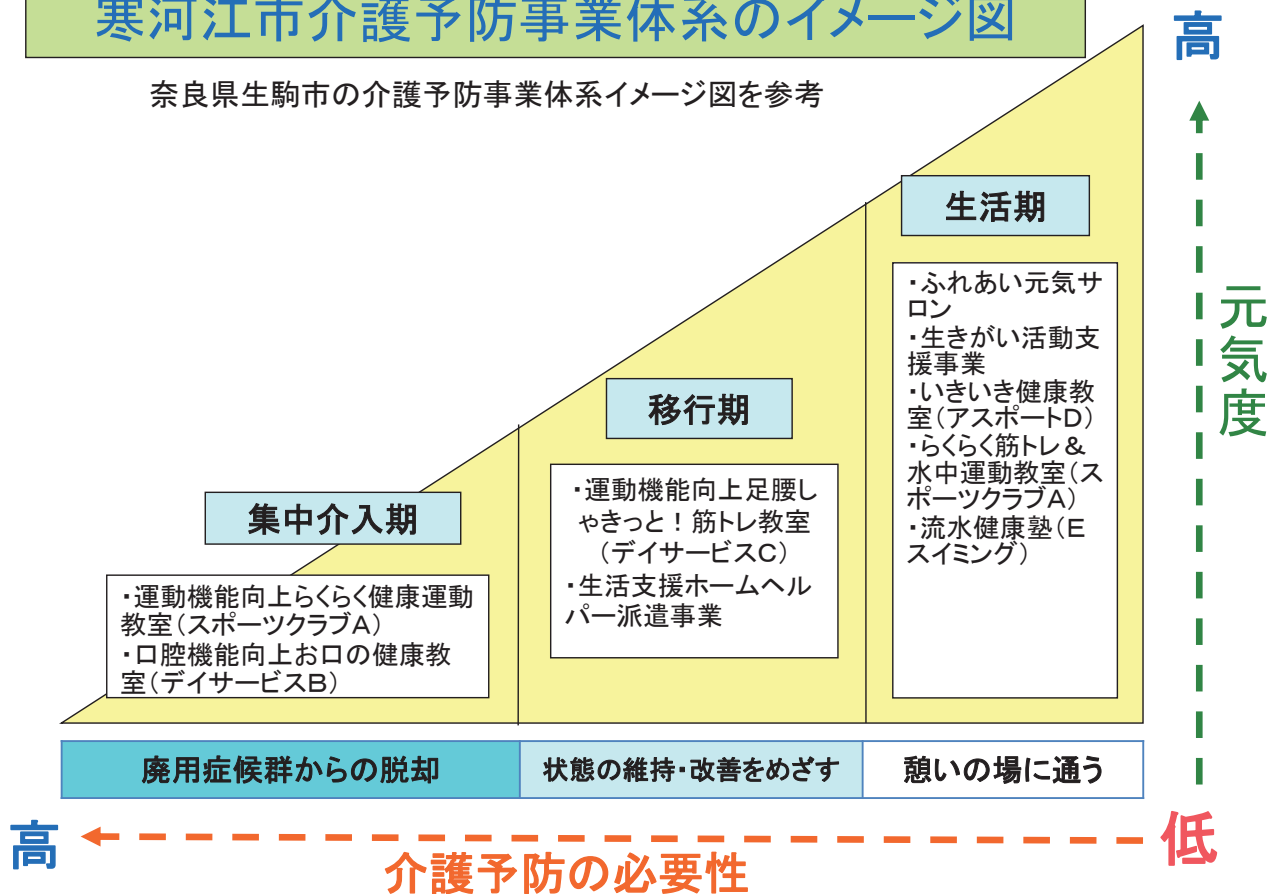 寒河江市介護予防事業体系のイメージ図
奈良県生駒市の介護予防事業体系イメージ図を参考
高
元気度
生活期
・ふれあい元気サ
ロン
・生きがい活動支
援事業
・いきいき健康教
室(アスポートD)
・らくらく筋トレ&
水中運動教室(ス
ポーツクラブA)
・流水健康塾(E
スイミング)
移行期
・運動機能向上足腰し
ゃきっと!筋トレ教室
(デイサービスC)
・生活支援ホームヘル
パー派遣事業
集中介入期
・運動機能向上らくらく健康運動
教室(スポーツクラブA)
・口腔機能向上お口の健康教
室(デイサービスB)
廃用症候群からの脱却
状態の維持・改善をめざす
憩いの場に通う
高
介護予防の必要性
低